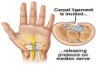 Carpal ligament
is incised...
...releasing
pressure on
median nerve